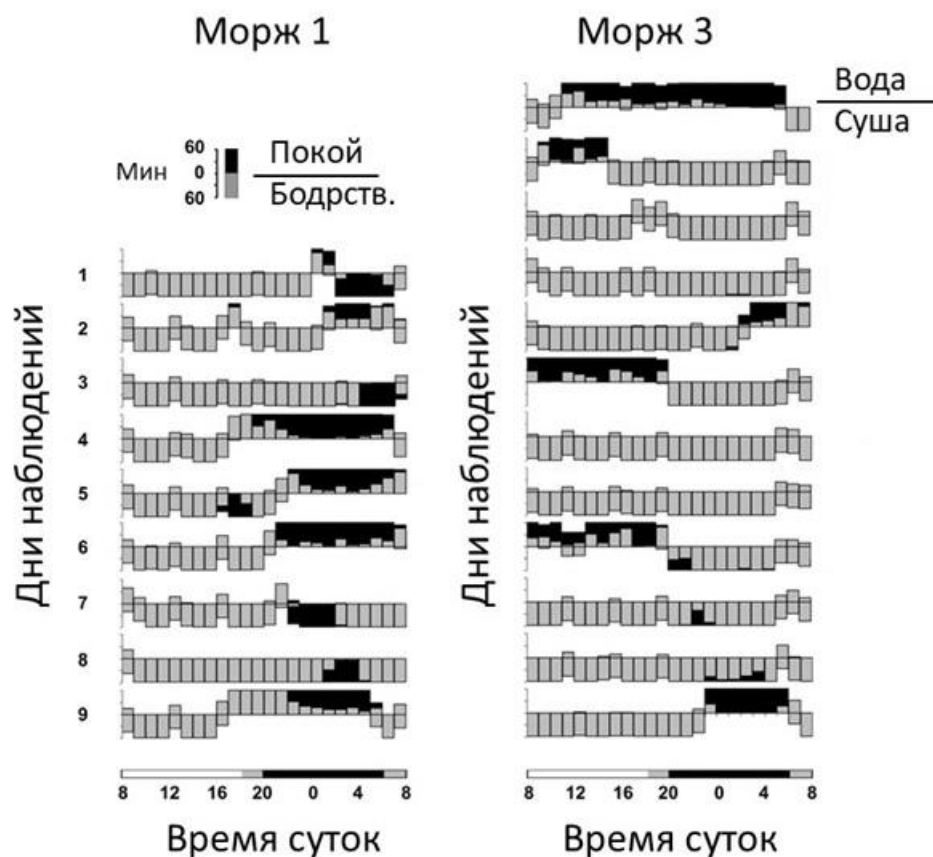 Морж 1
Морж 3
Вода
Суша
Мин
60
0
60
Покой
Бодрств.
Дни наблюдений
1
2
3
4
5
6
7
8
9
Дни наблюдений
8 12 16 20 0 4 8
8 12 16 20 0 4 8
Время суток
Время суток